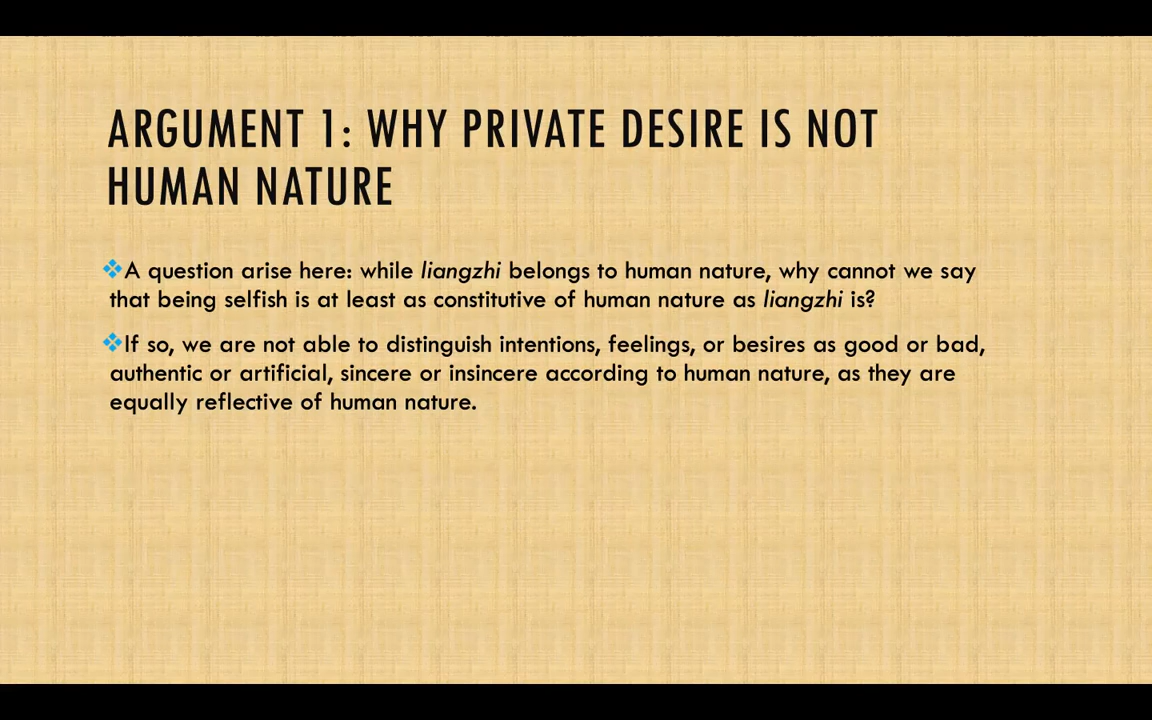 ARGUMENT 1: WHY PRIVATE DESIRE IS NOT
HUMAN NATURE
A question arise here: while liangzhi belongs to human nature, why cannot we say
that being selfish is at least as constitutive of human nature as liangzhi is?
If so, we are not able to distinguish intentions, feelings, or besires as good or bad,
authentic or artificial, sincere or insincere according to human nature, as they are
equally reflective of human nature.